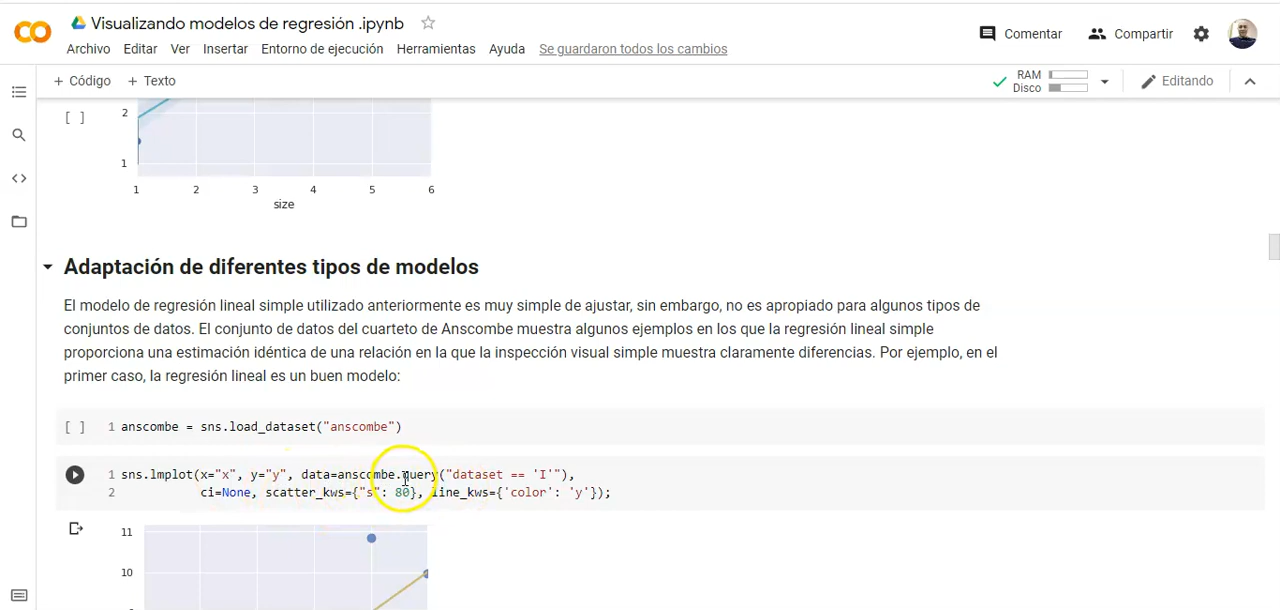 Visualizando modelos de regresión .ipynb
Archivo Editar Ver Insertar Entorno de ejecución Herramientas Ayuda Se guardaron todos los cambios
Comentar Compartir
+ Código + Texto
RAM
Disco
Editando
[ ]
2
1
1 2 3 4 5 6
size
Adaptación de diferentes tipos de modelos
El modelo de regresión lineal simple utilizado anteriormente es muy simple de ajustar, sin embargo, no es apropiado para algunos tipos de
conjuntos de datos. El conjunto de datos del cuarteto de Anscombe muestra algunos ejemplos en los que la regresión lineal simple
proporciona una estimación idéntica de una relación en la que la inspección visual simple muestra claramente diferencias. Por ejemplo, en el
primer caso, la regresión lineal es un buen modelo:
[ ] 1 anscombe = sns.load_dataset("anscombe")
1 sns.lmplot(x="x", y="y", data=anscombe.query("dataset == 'I'"),
2 ci=None, scatter_kws={"s": 80}, line_kws={'color': 'y'});
11
10